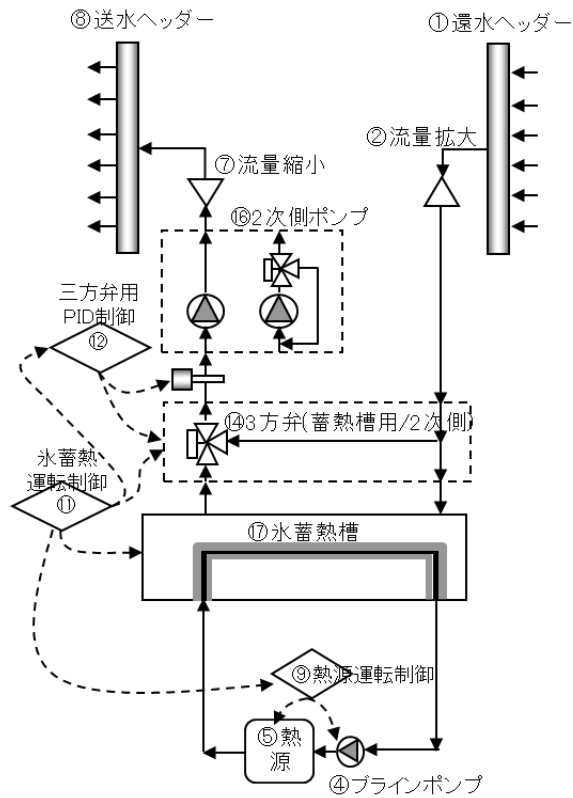 ⑧送水ヘッダー
①還水ヘッダー
②流量拡大
⑦流量縮小
⑯2次側ポンプ
三方弁用
PID制御
⑫
⑭3方弁(蓄熱槽用/2次側)
氷蓄熱
運転制御
⑪
⑰氷蓄熱槽
⑨熱源運転制御
⑤熱
源
④ブラインポンプ